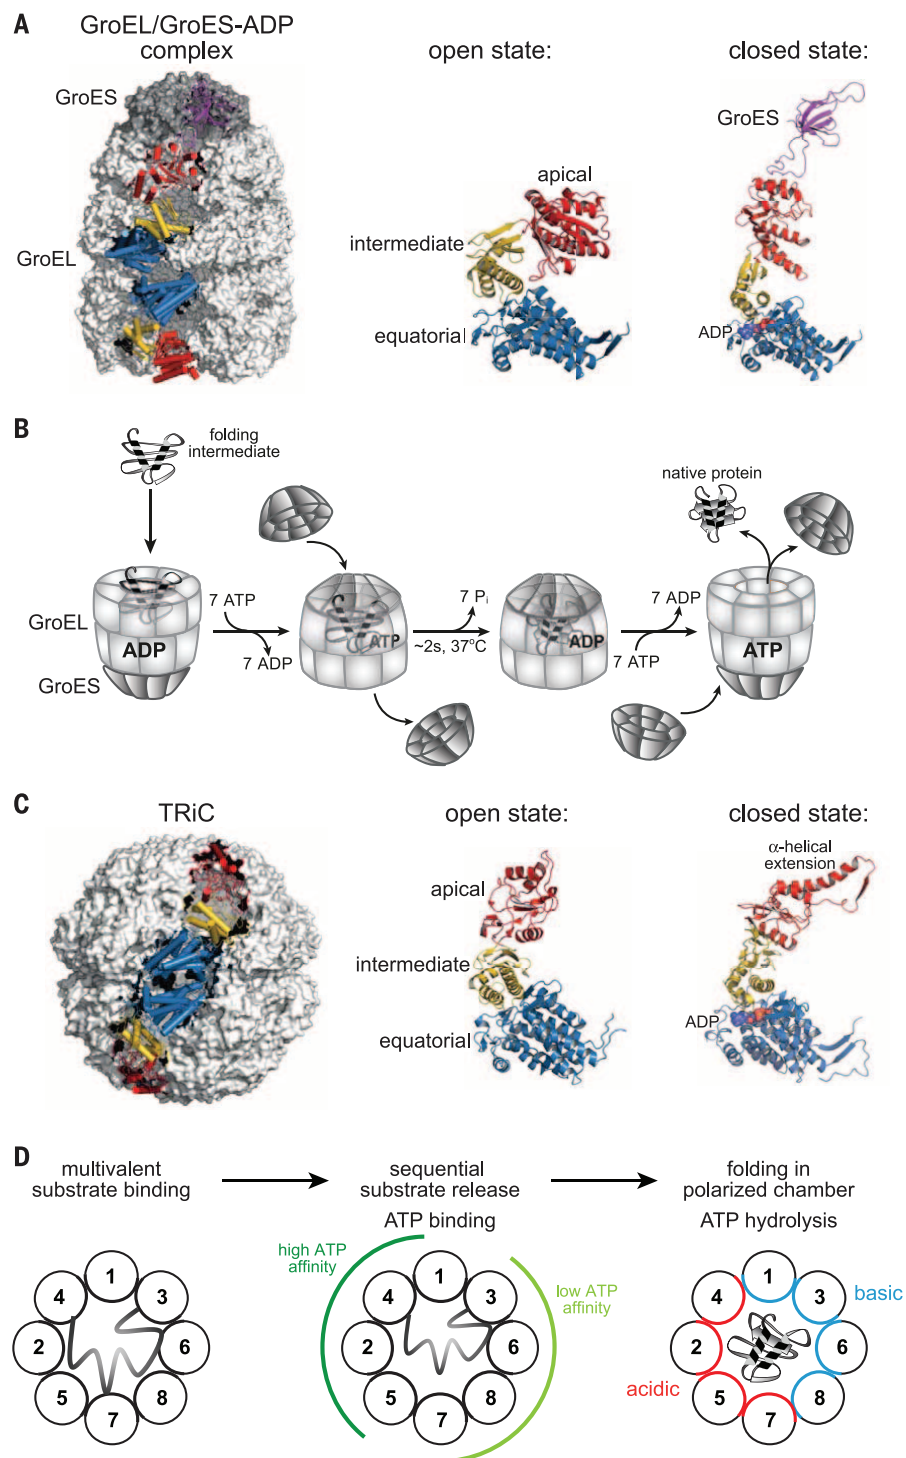 A
GroEL/GroES-ADP
complex
open state:
closed state:
GroES
GroES
apical
intermediate
GroEL
equatorial
ADP
B
folding
intermediate
native protein
7 ATP
7 Pi
7 ADP
GroEL
ADP
ATP
ADP
ATP
7 ADP
~2s, 37°C
7 ATP
GroES
C
TRiC
open state:
closed state:
α-helical
extension
apical
intermediate
ADP
equatorial
D
multivalent
substrate binding
sequential
substrate release
folding in
polarized chamber
ATP binding
ATP hydrolysis
high ATP
affinity
low ATP
affinity
basic
acidic
1
4 3
2 6
5 8
7
1
4 3
2 6
5 8
7
1
4 3
2 6
5 8
7